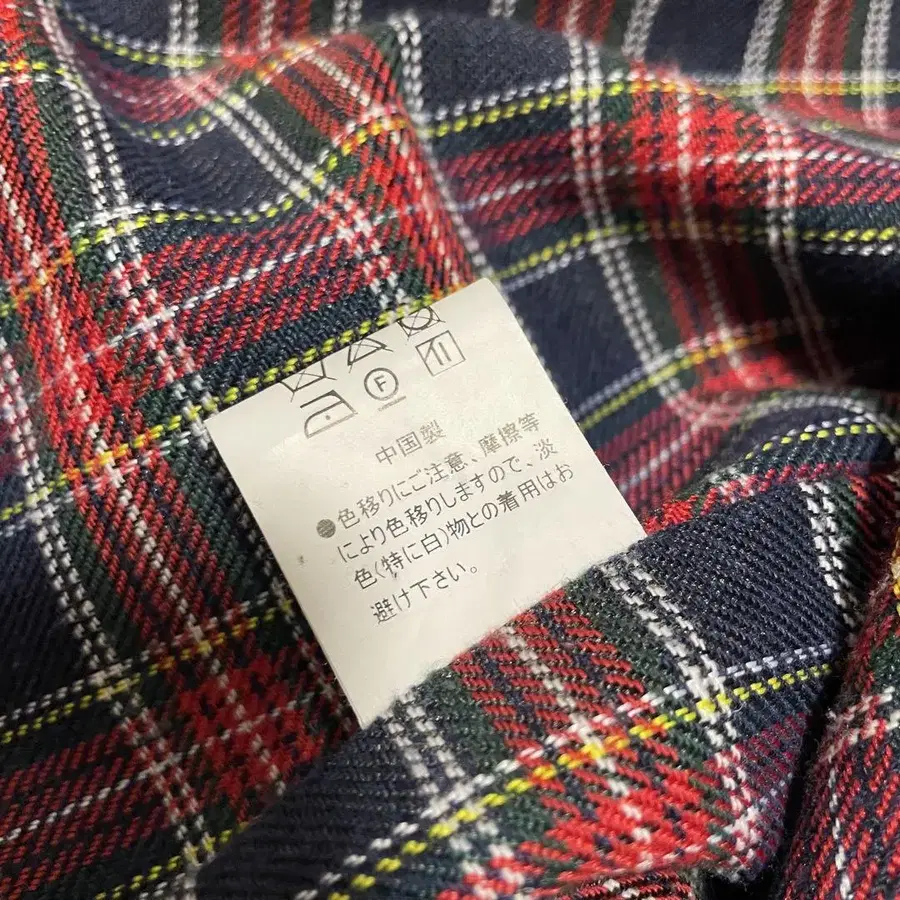 F
中国製
●色移りにご注意、摩擦等
により色移りしますので、淡
色(特に白)物との着用はお
避け下さい。